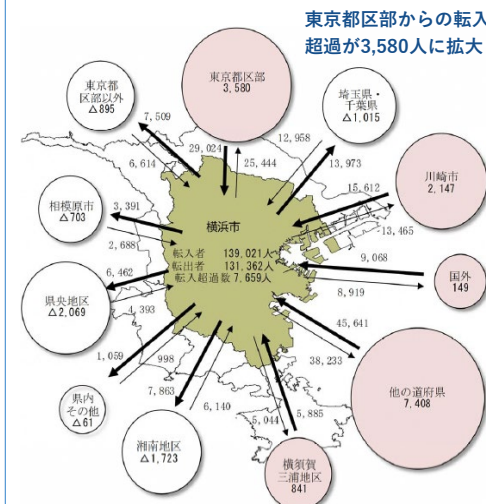 東京都区部からの転入
超過が3,580人に拡大
東京都
区部以外
△895
東京都区部
3,580
埼玉県・
千葉県
△1,015
7,509
6,614
29,024
25,444
12,958
13,973
相模原市
△703
3,391
2,688
15,612
13,465
川崎市
2,147
横浜市
転入者 139,021人
転出者 131,362人
転入超過数 7,659人
県央地区
△2,069
6,462
4,393
9,068
8,919
国外
149
県内
その他
△61
1,059
998
45,641
38,233
他の道府県
7,408
湘南地区
△1,723
7,863
6,140
5,044
5,885
横須賀
三浦地区
841